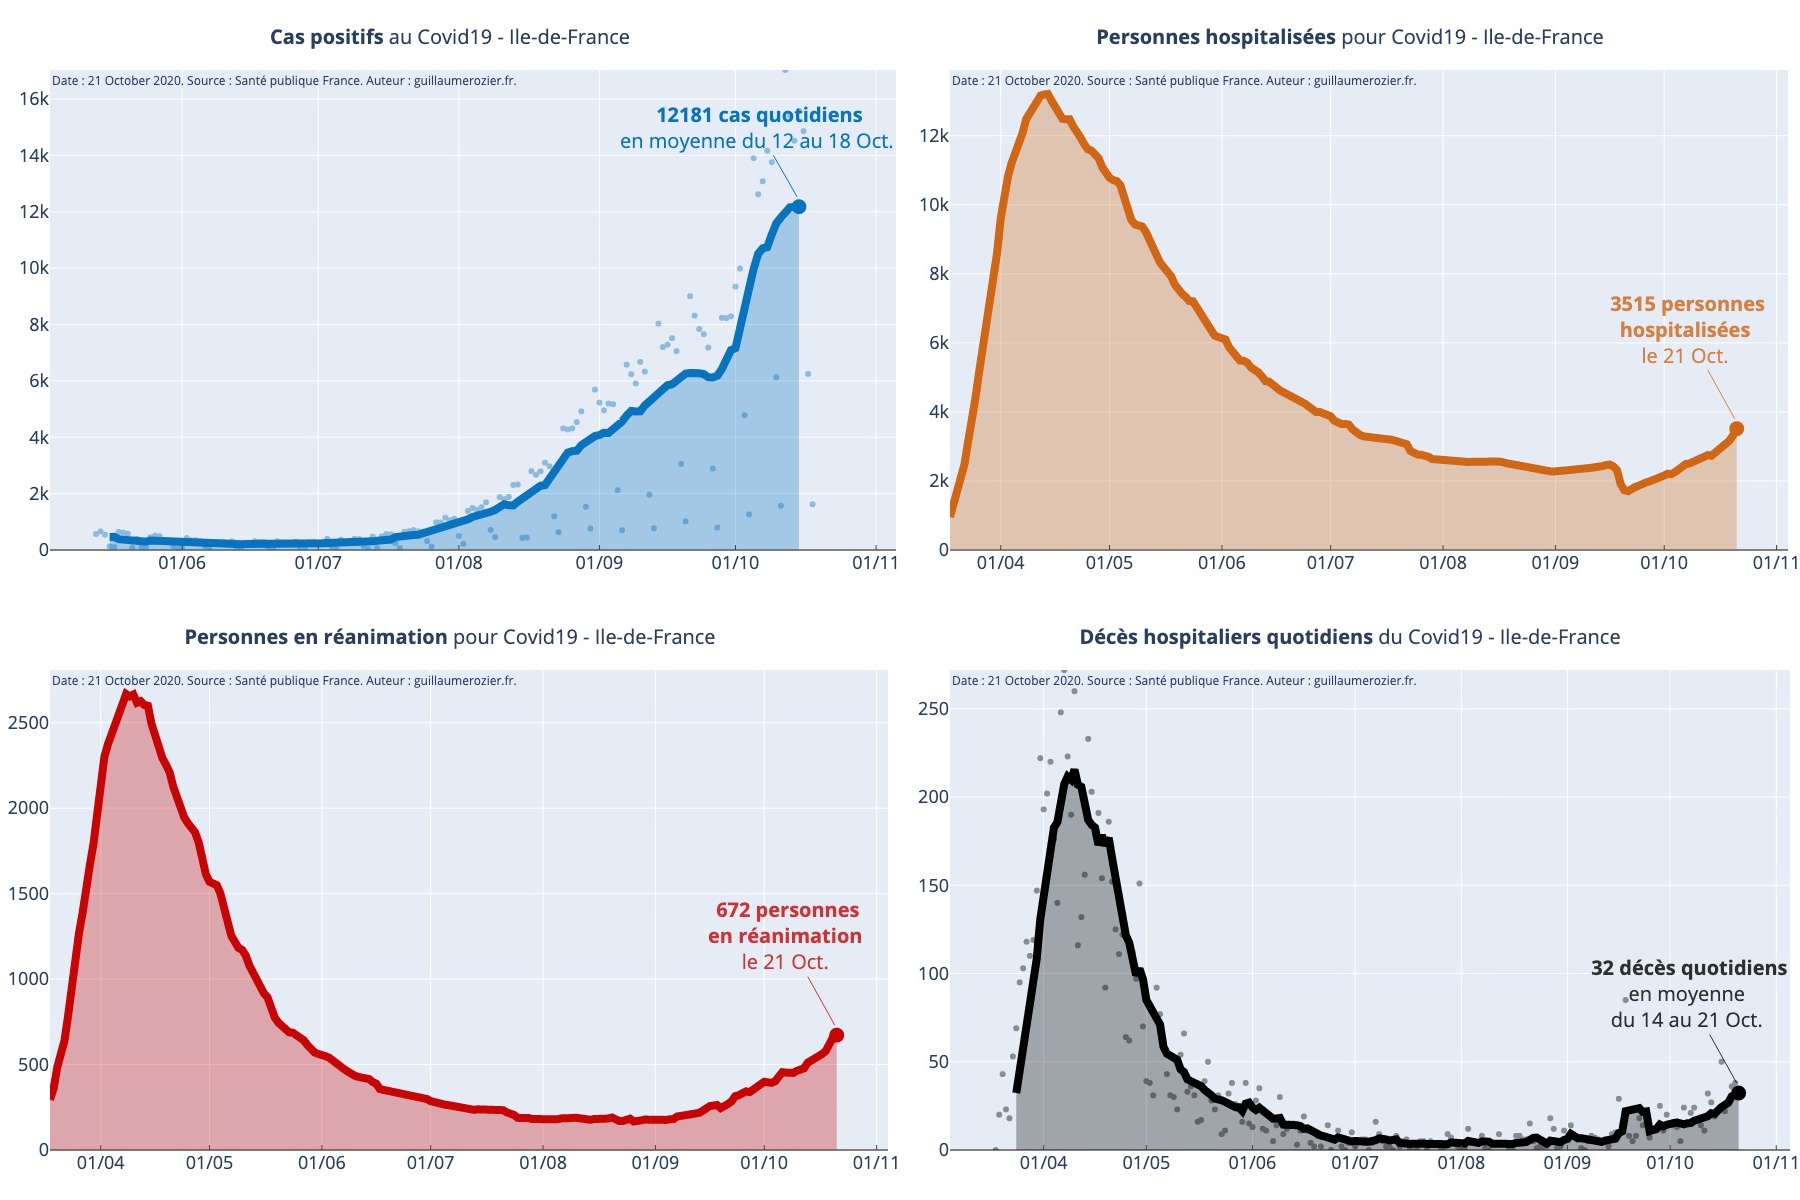 Cas positifs au Covid19 - Ile-de-France
Date : 21 October 2020. Source : Santé publique France. Auteur : guillaumerozier.fr.
12181 cas quotidiens
en moyenne du 12 au 18 Oct.
16k
14k
12k
10k
8k
6k
4k
2k
0
01/06 01/07 01/08 01/09 01/10 01/11
Personnes hospitalisées pour Covid19 - Ile-de-France
Date : 21 October 2020. Source : Santé publique France. Auteur : guillaumerozier.fr.
3515 personnes
hospitalisées
le 21 Oct.
12k
10k
8k
6k
4k
2k
0
01/04 01/05 01/06 01/07 01/08 01/09 01/10 01/11
Personnes en réanimation pour Covid19 - Ile-de-France
Date : 21 October 2020. Source : Santé publique France. Auteur : guillaumerozier.fr.
672 personnes
en réanimation
le 21 Oct.
2500
2000
1500
1000
500
0
01/04 01/05 01/06 01/07 01/08 01/09 01/10 01/11
Décès hospitaliers quotidiens du Covid19 - Ile-de-France
Date : 21 October 2020. Source : Santé publique France. Auteur : guillaumerozier.fr.
32 décès quotidiens
en moyenne
du 14 au 21 Oct.
250
200
150
100
50
0
01/04 01/05 01/06 01/07 01/08 01/09 01/10 01/11